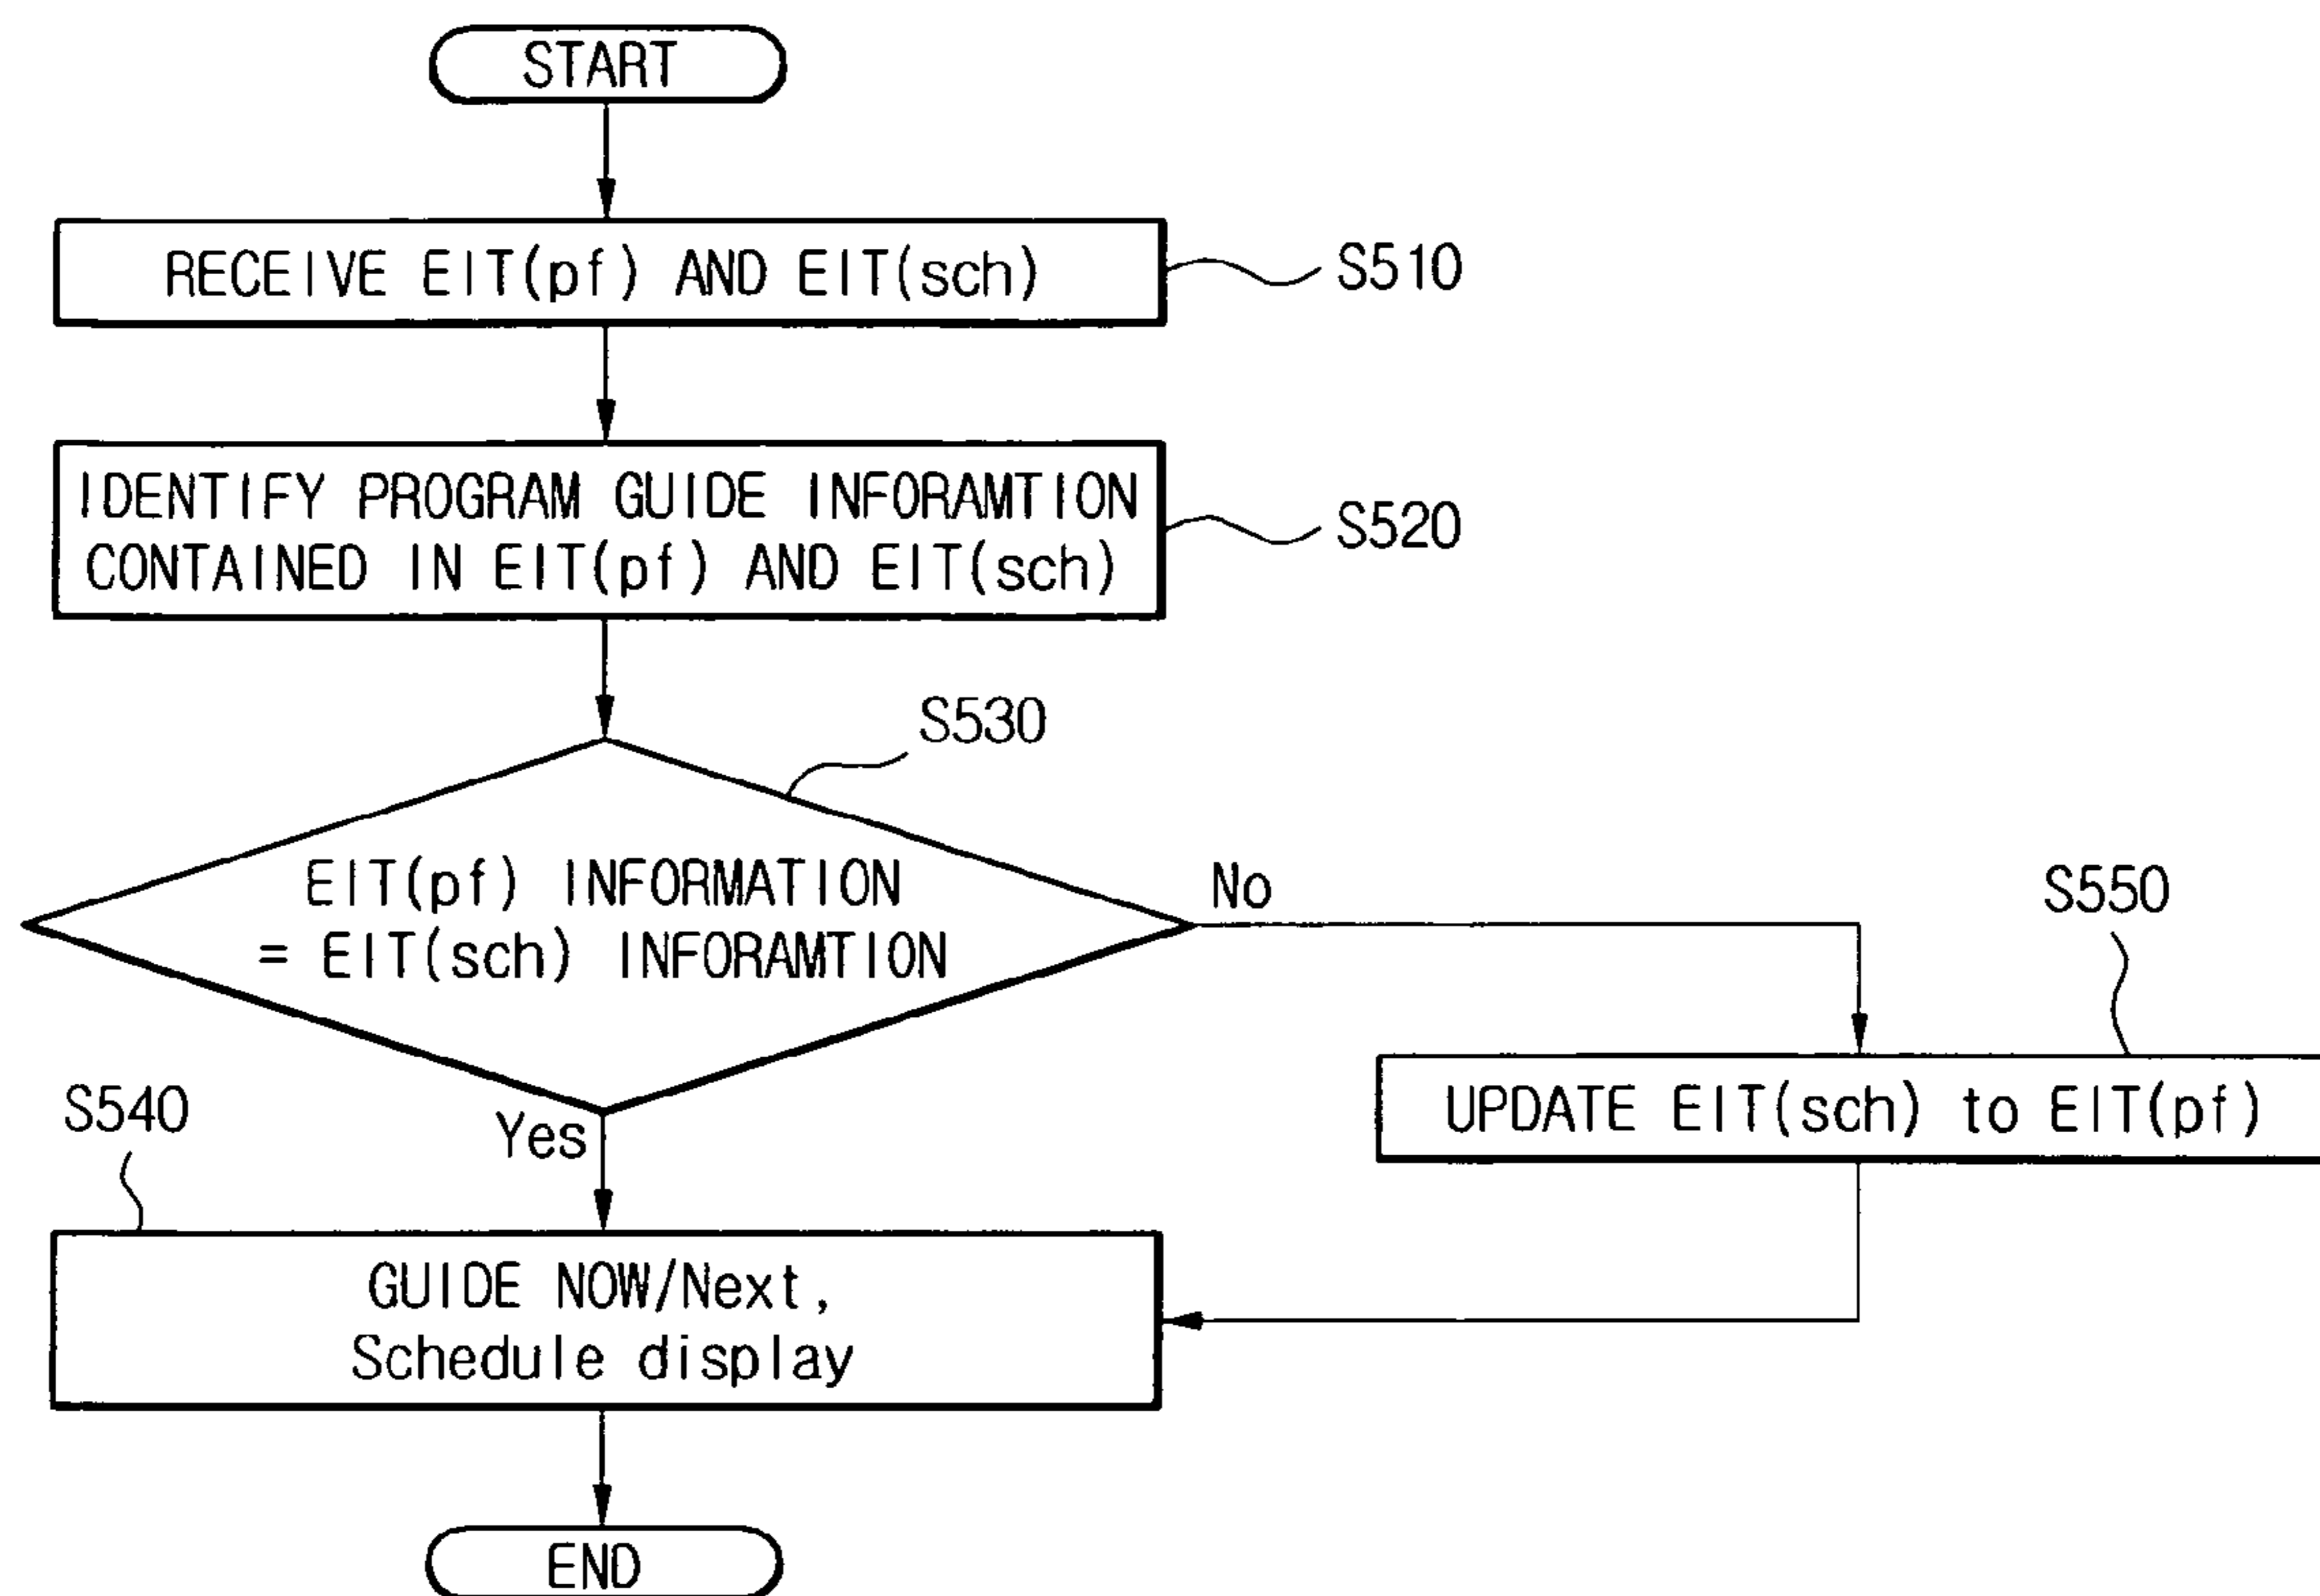 START
RECEIVE EIT(pf) AND EIT(sch)
S510
IDENTIFY PROGRAM GUIDE INFORAMTION
CONTAINED IN EIT(pf) AND EIT(sch)
S520
S530
EIT(pf) INFORMATION
= EIT(sch) INFORAMTION
No
S550
UPDATE EIT(sch) to EIT(pf)
S540
Yes
GUIDE NOW/Next,
Schedule display
END